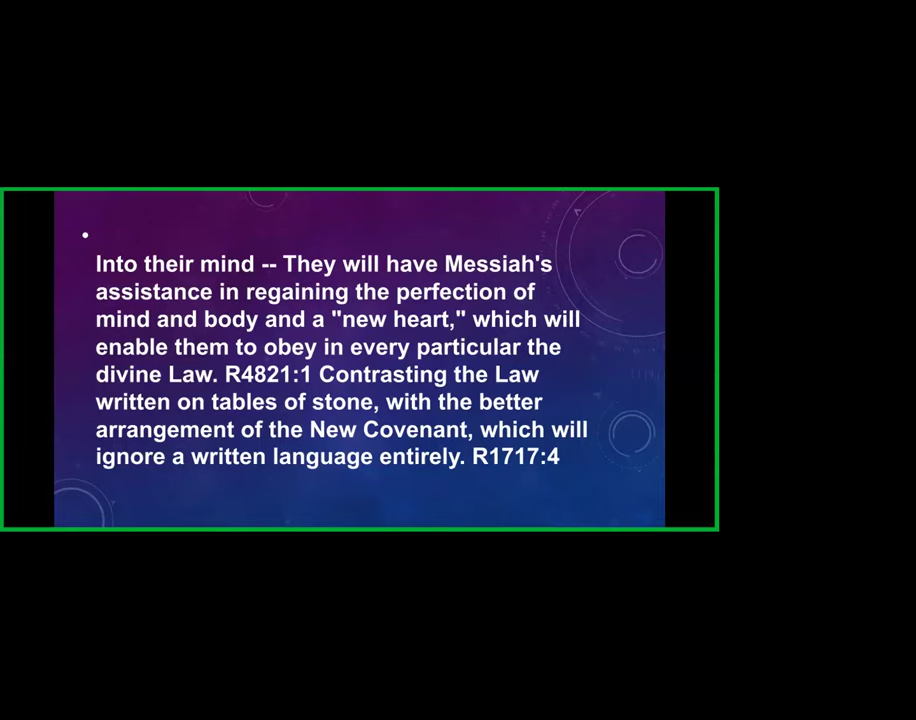 •
Into their mind -- They will have Messiah's
assistance in regaining the perfection of
mind and body and a "new heart," which will
enable them to obey in every particular the
divine Law. R4821:1 Contrasting the Law
written on tables of stone, with the better
arrangement of the New Covenant, which will
ignore a written language entirely. R1717:4